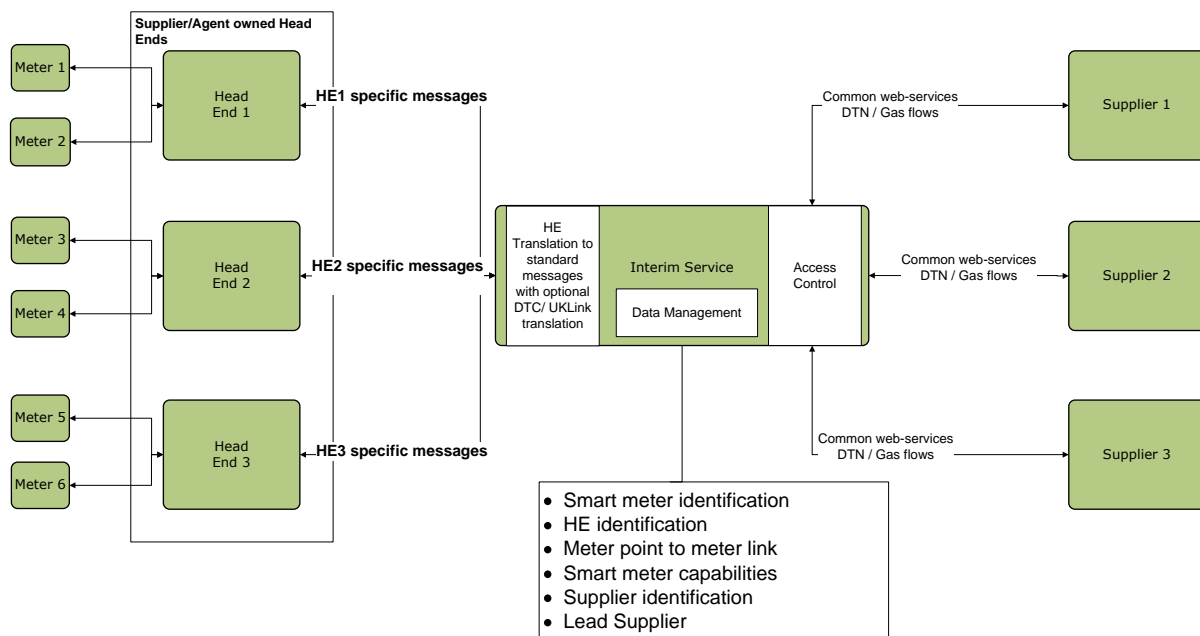 Supplier/Agent owned Head
Ends
Meter 1
Meter 2
Head
End 1
HE1 specific messages
Common web-services
DTN / Gas flows
Supplier 1
Meter 3
Meter 4
Head
End 2
HE2 specific messages
HE
Translation to
standard
messages
with optional
DTC/ UKLink
translation
Interim Service
Data Management
Access
Control
Common web-services
DTN / Gas flows
Supplier 2
Meter 5
Meter 6
Head
End 3
HE3 specific messages
Common web-services
DTN / Gas flows
Supplier 3
• Smart meter identification
• HE identification
• Meter point to meter link
• Smart meter capabilities
• Supplier identification
• Lead Supplier